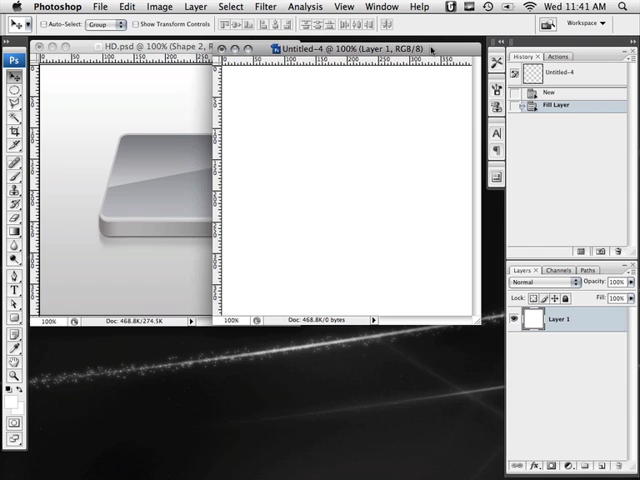 Photoshop File Edit Image Layer Select Filter Analysis View Window Help Wed 11:41 AM
Auto-Select: Group Show Transform Controls Workspace
HD.psd @ 100% (Shape 2, R
Untitled-4 @ 100% (Layer 1, RGB/8)
Ps
History × Actions
Untitled-4
New
Fill Layer
100% Doc: 468.8K/274.5K
100% Doc: 468.8K/0 bytes
Layers × Channels Paths
Normal Opacity: 100%
Lock: Fill: 100%
Layer 1